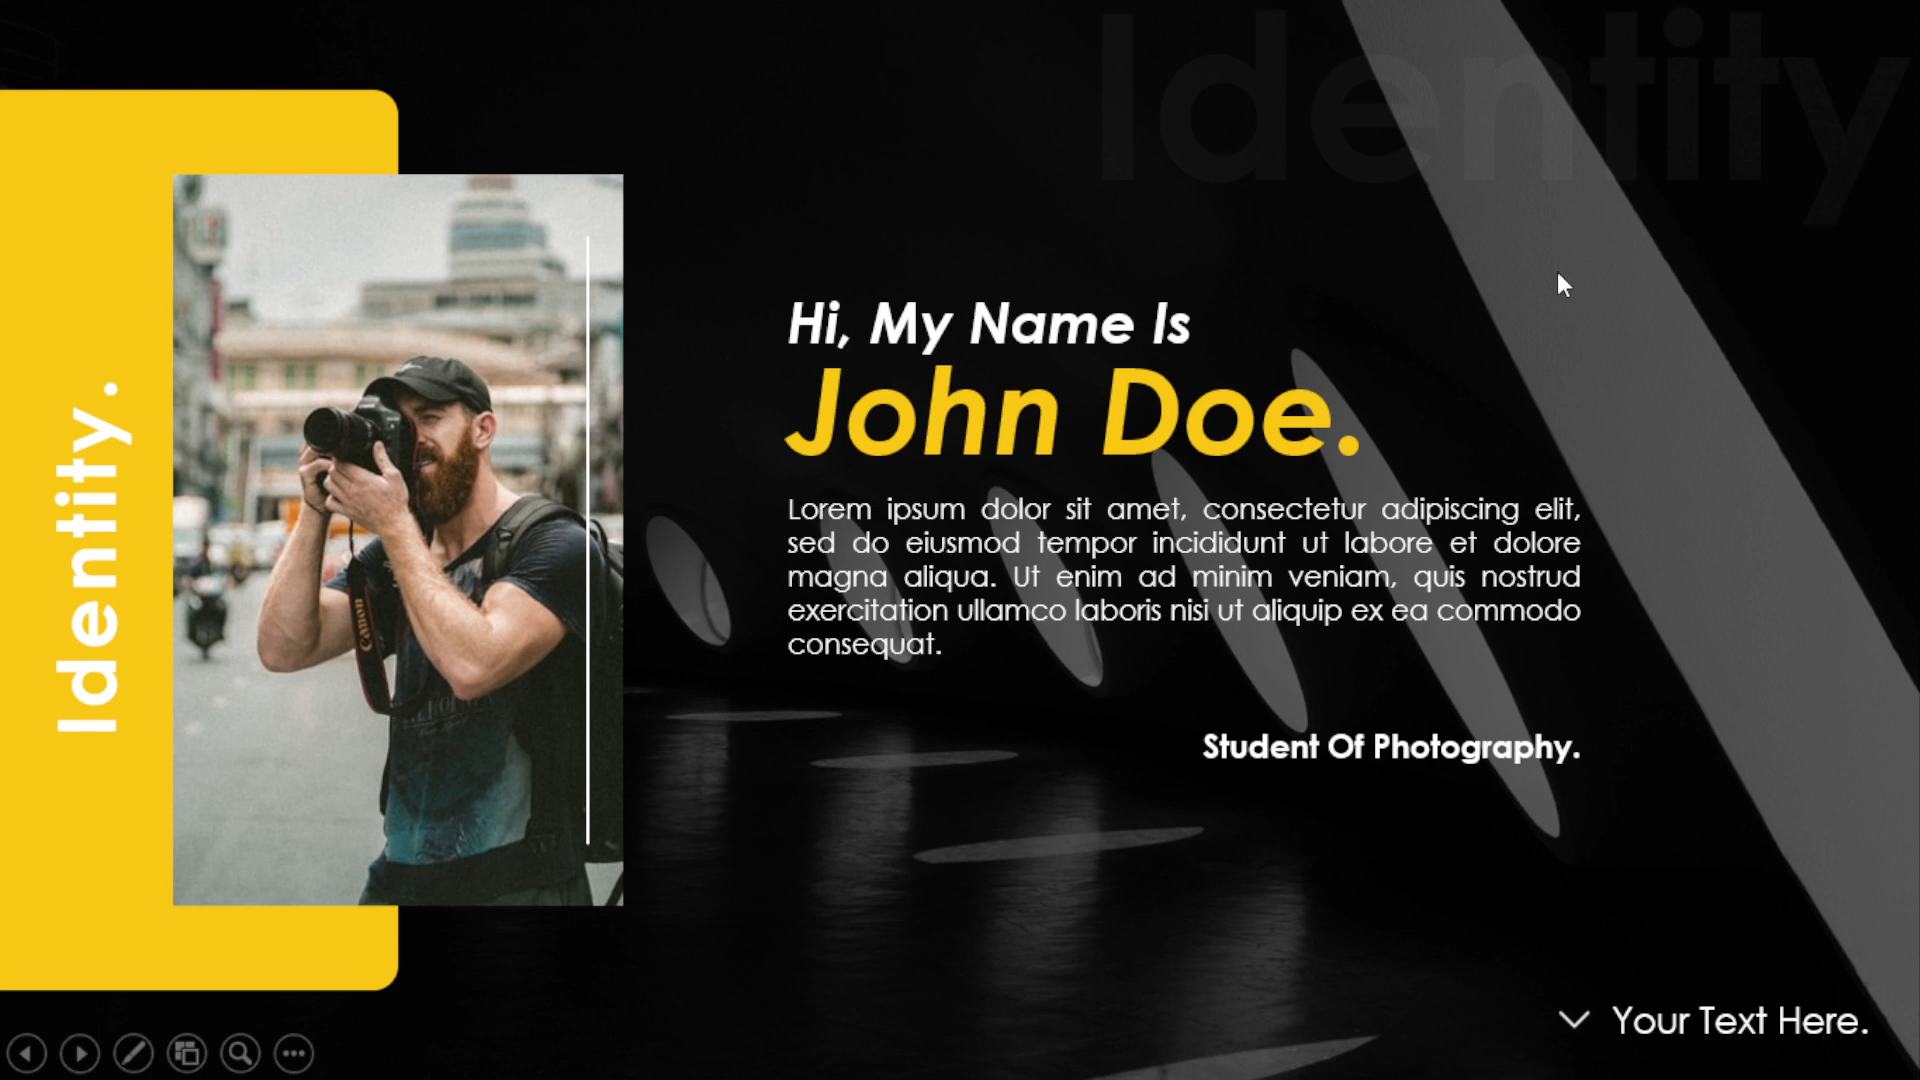 Identity
Identity.
Canon
Hi, My Name Is
John Doe.
Lorem ipsum dolor sit amet, consectetur adipiscing elit,
sed do eiusmod tempor incididunt ut labore et dolore
magna aliqua. Ut enim ad minim veniam, quis nostrud
exercitation ullamco laboris nisi ut aliquip ex ea commodo
consequat.
Student Of Photography.
Your Text Here.